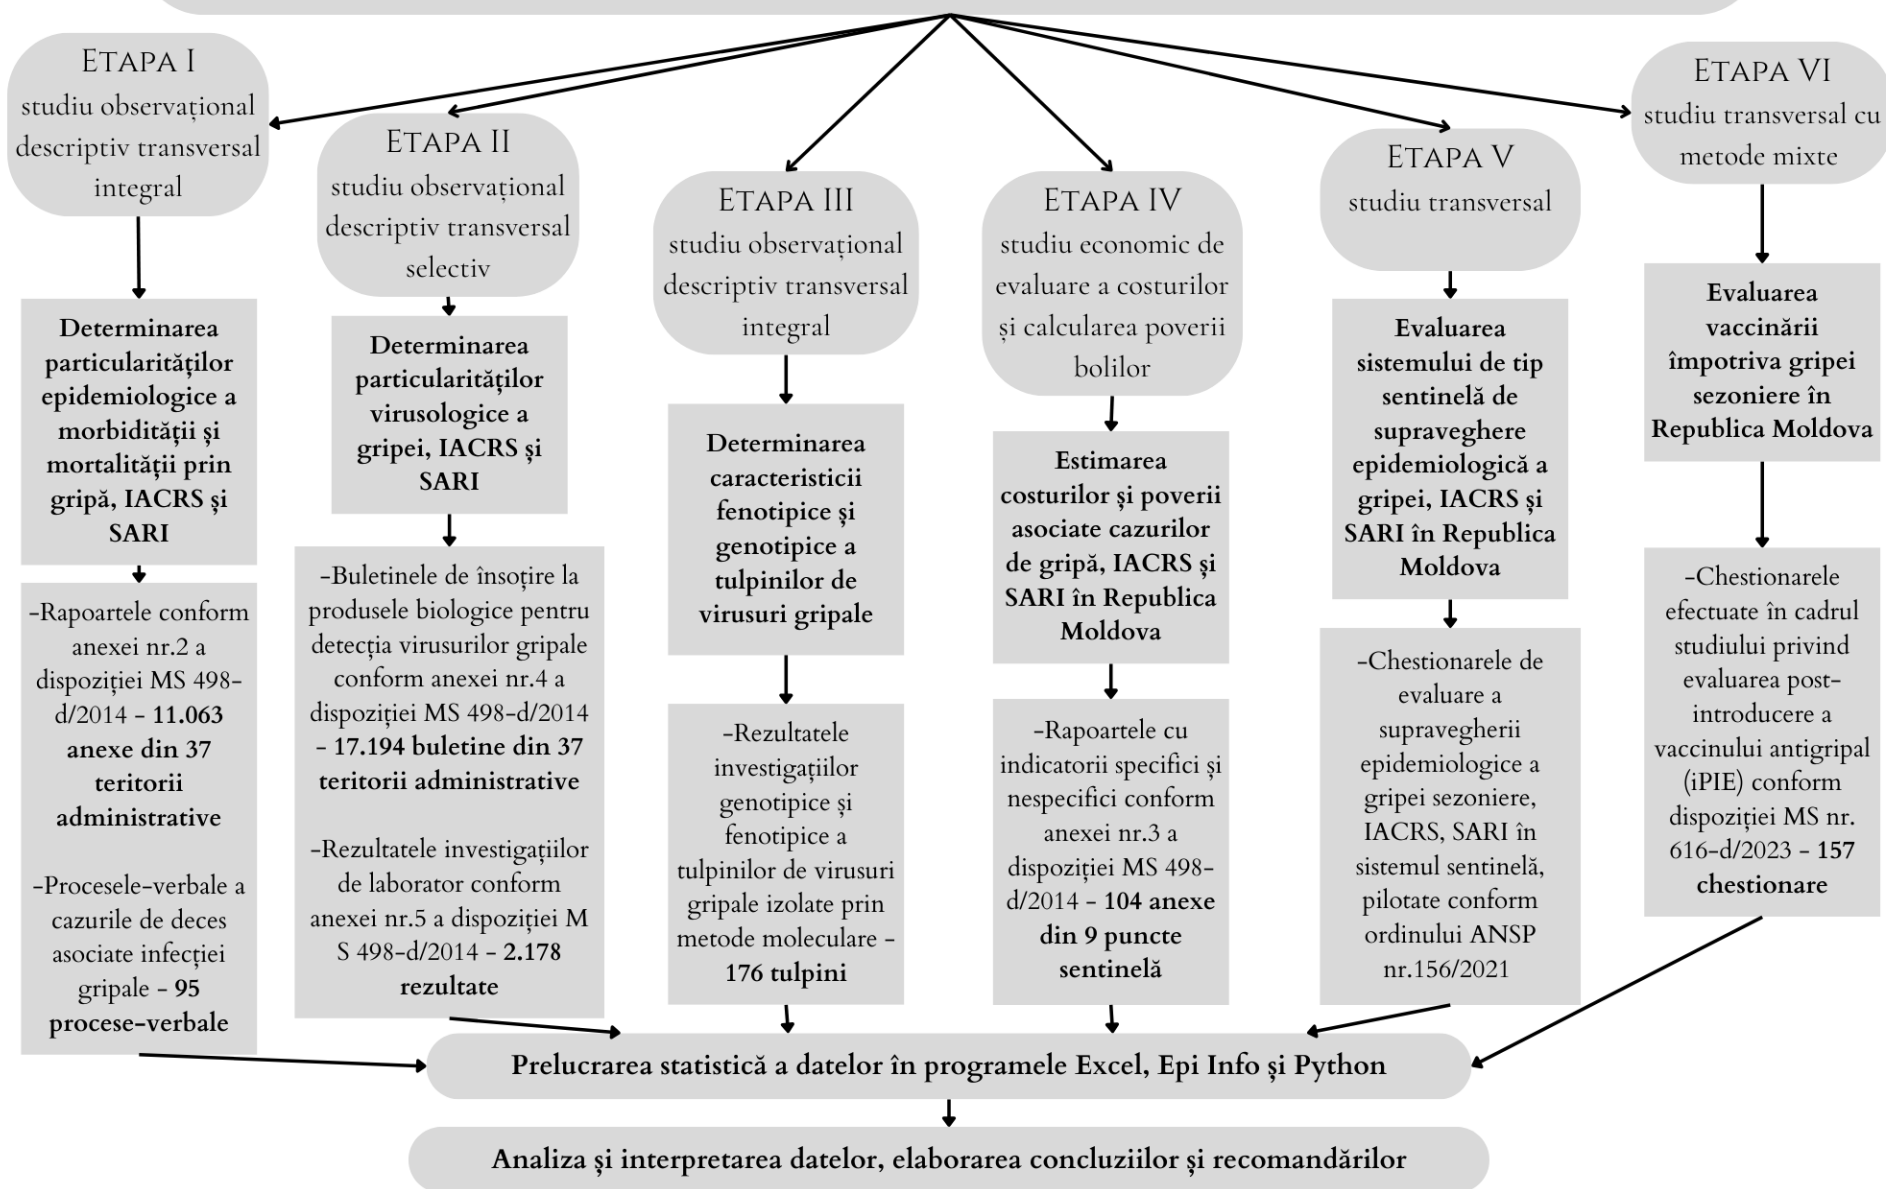 ETAPA I
studiu observațional
descriptiv transversal
integral
Determinarea
particularităților
epidemiologice a
morbidității și
mortalității prin
gripă, IACRS și
SARI
-Rapoartele conform
anexei nr.2 a
dispoziției MS 498-
d/2014 - 11.063
anexe din 37
teritorii
administrative
-Procesele-verbale a
cazurile de deces
asociate infecției
gripale - 95
procese-verbale
ETAPA II
studiu observațional
descriptiv transversal
selectiv
Determinarea
particularităților
virusologice a
gripei, IACRS și
SARI
-Buletinele de însoțire la
produsele biologice pentru
detecția virusurilor gripale
conform anexei nr.4 a
dispoziției MS 498-d/2014
- 17.194 buletine din 37
teritorii administrative
-Rezultatele investigațiilor
de laborator conform
anexei nr.5 a dispoziției M
S 498-d/2014 - 2.178
rezultate
ETAPA III
studiu observațional
descriptiv transversal
integral
Determinarea
caracteristicii
fenotipice și
genotipice a
tulpinilor de
virusuri gripale
-Rezultatele
investigațiilor
genotipice și
fenotipice a
tulpinilor de virusuri
gripale izolate prin
metode moleculare -
176 tulpini
ETAPA IV
studiu economic de
evaluare a costurilor
și calcularea poverii
bolilor
Estimarea
costurilor și poverii
asociate cazurilor
de gripă, IACRS și
SARI în Republica
Moldova
-Rapoartele cu
indicatorii specifici și
nespecifici conform
anexei nr.3 a
dispoziției MS 498-
d/2014 - 104 anexe
din 9 puncte
sentinelă
ETAPA V
studiu transversal
Evaluarea
sistemului de tip
sentinelă de
supraveghere
epidemiologică a
gripei, IACRS și
SARI în Republica
Moldova
-Chestionarele de
evaluare a
supravegherii
epidemiologice a
gripei sezoniere,
IACRS, SARI în
sistemul sentinelă,
pilotate conform
ordinului ANSP
nr.156/2021
ETAPA VI
studiu transversal cu
metode mixte
Evaluarea
vaccinării
împotriva gripei
sezoniere în
Republica Moldova
-Chestionarele
efectuate în cadrul
studiului privind
evaluarea post-
introducere a
vaccinului antigripal
(iPIE) conform
dispoziției MS nr.
616-d/2023 - 157
chestionare
Prelucrarea statistică a datelor în programele Excel, Epi Info și Python
Analiza și interpretarea datelor, elaborarea concluziilor și recomandărilor